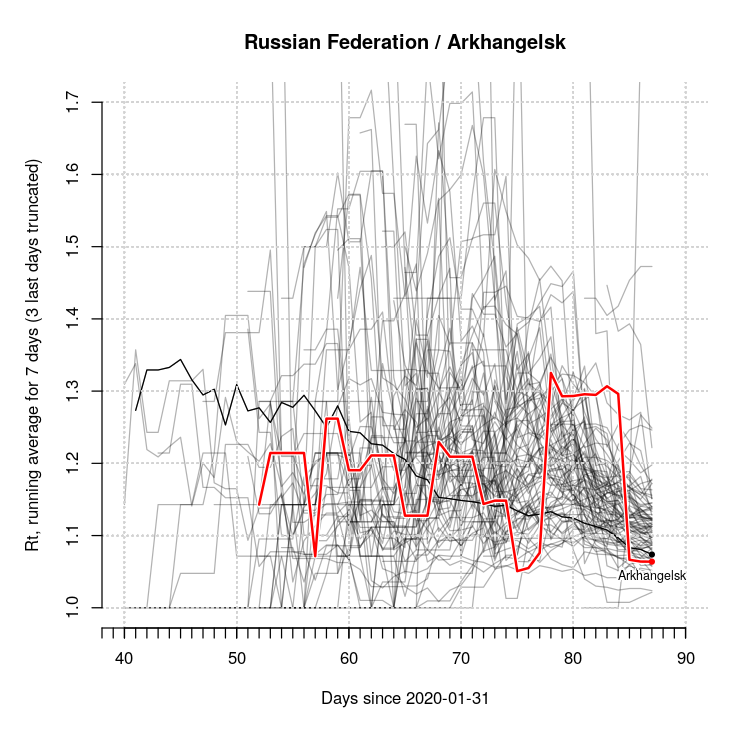 Russian Federation / Arkhangelsk
Rt, running average for 7 days (3 last days truncated)
1.7
1.6
1.5
1.4
1.3
1.2
1.1
1.0
Arkhangelsk
40 50 60 70 80 90
Days since 2020-01-31